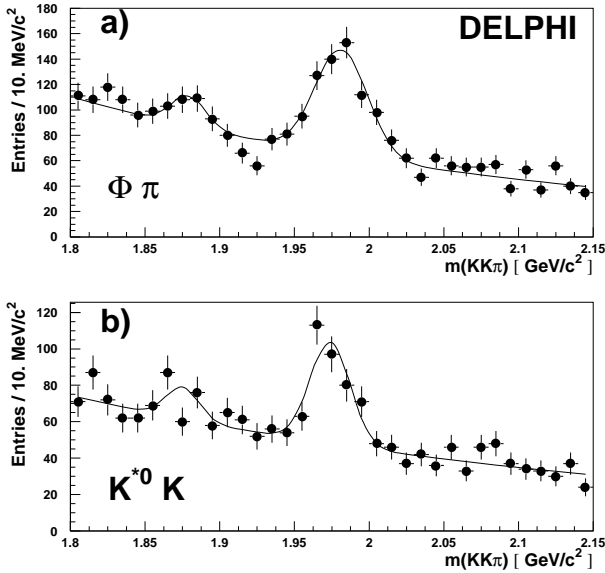 a) DELPHI
Entries / 10. MeV/c²
180
160
140
120
100
80
60
40
20
0
Φ π
1.8 1.85 1.9 1.95 2 2.05 2.1 2.15
m(KKπ) [ GeV/c² ]
b)
Entries / 10. MeV/c²
120
100
80
60
40
20
0
K*⁰ K
1.8 1.85 1.9 1.95 2 2.05 2.1 2.15
m(KKπ) [ GeV/c² ]